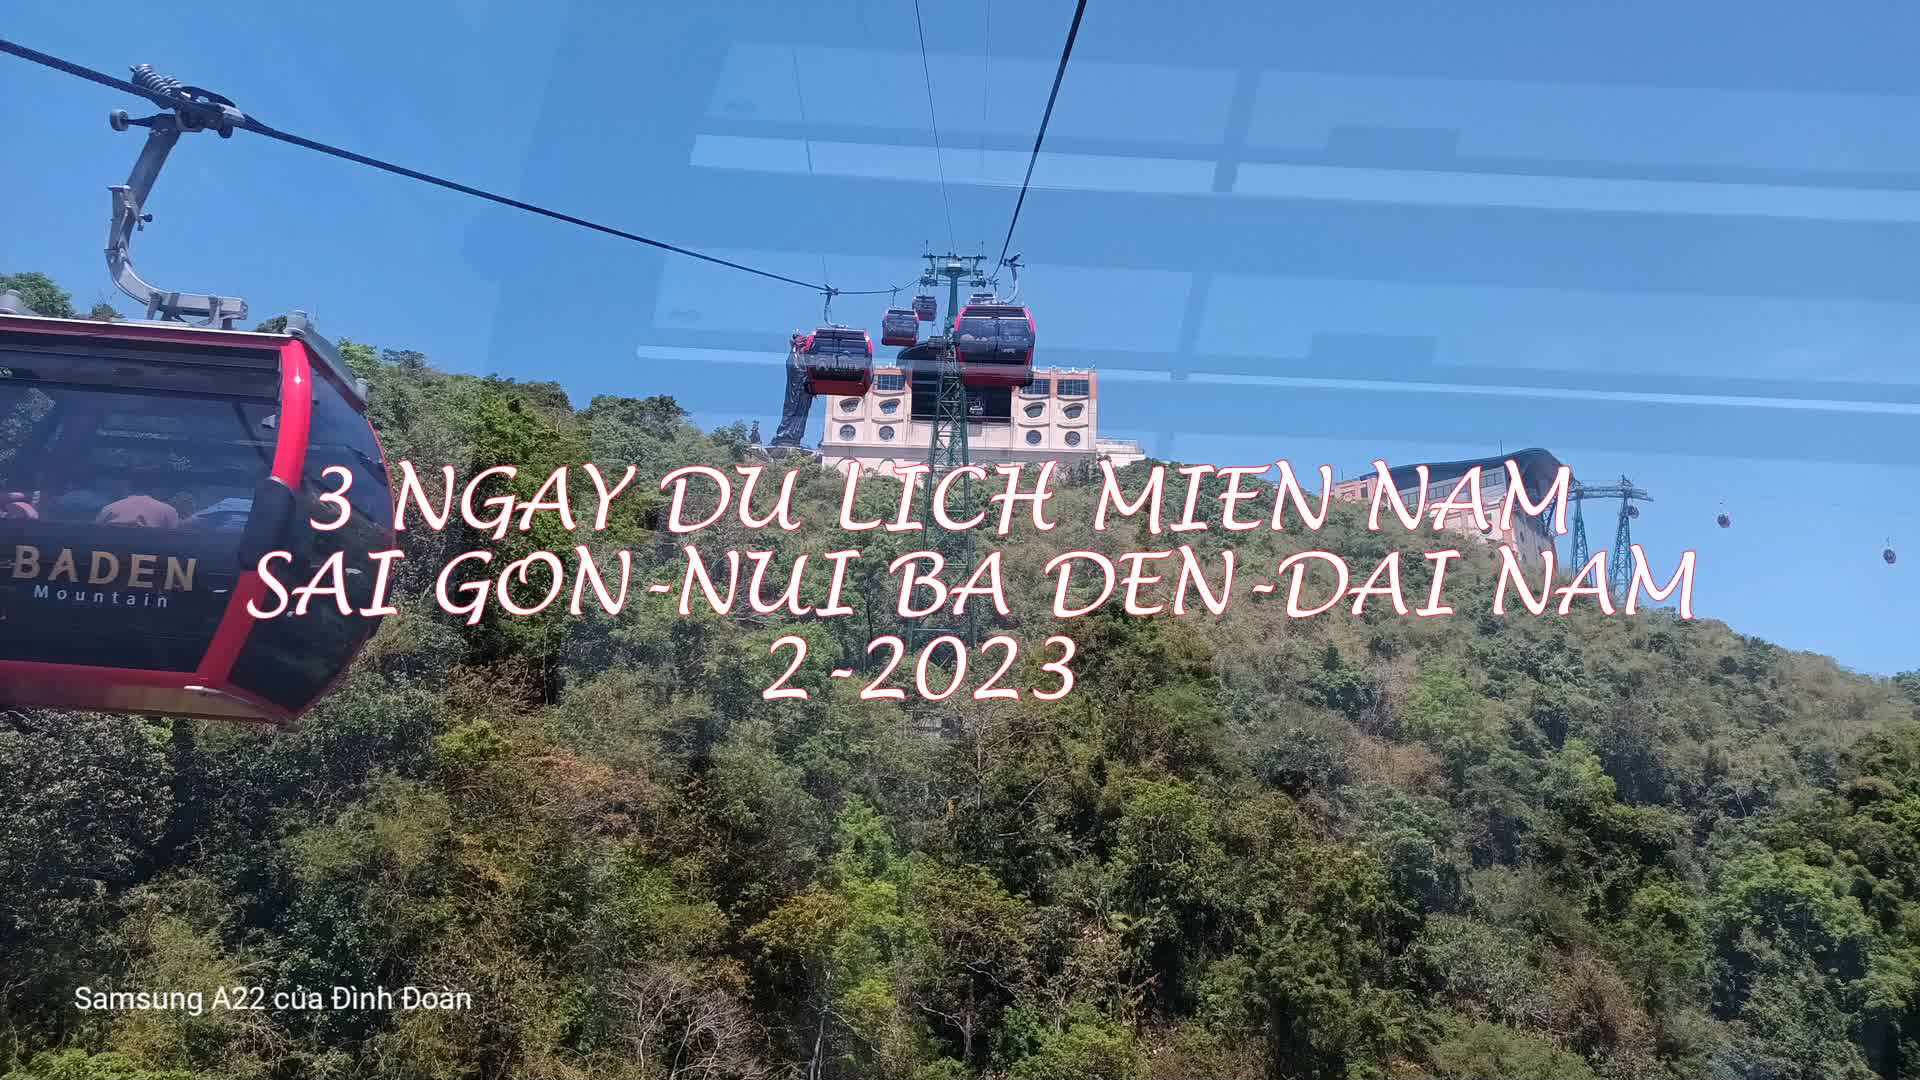 3 NGAY DU LICH MIEN NAM
SAI GON-NUI BA DEN-DAI NAM
2-2023
BADEN
Mountain
Samsung A22 của Đình Đoàn